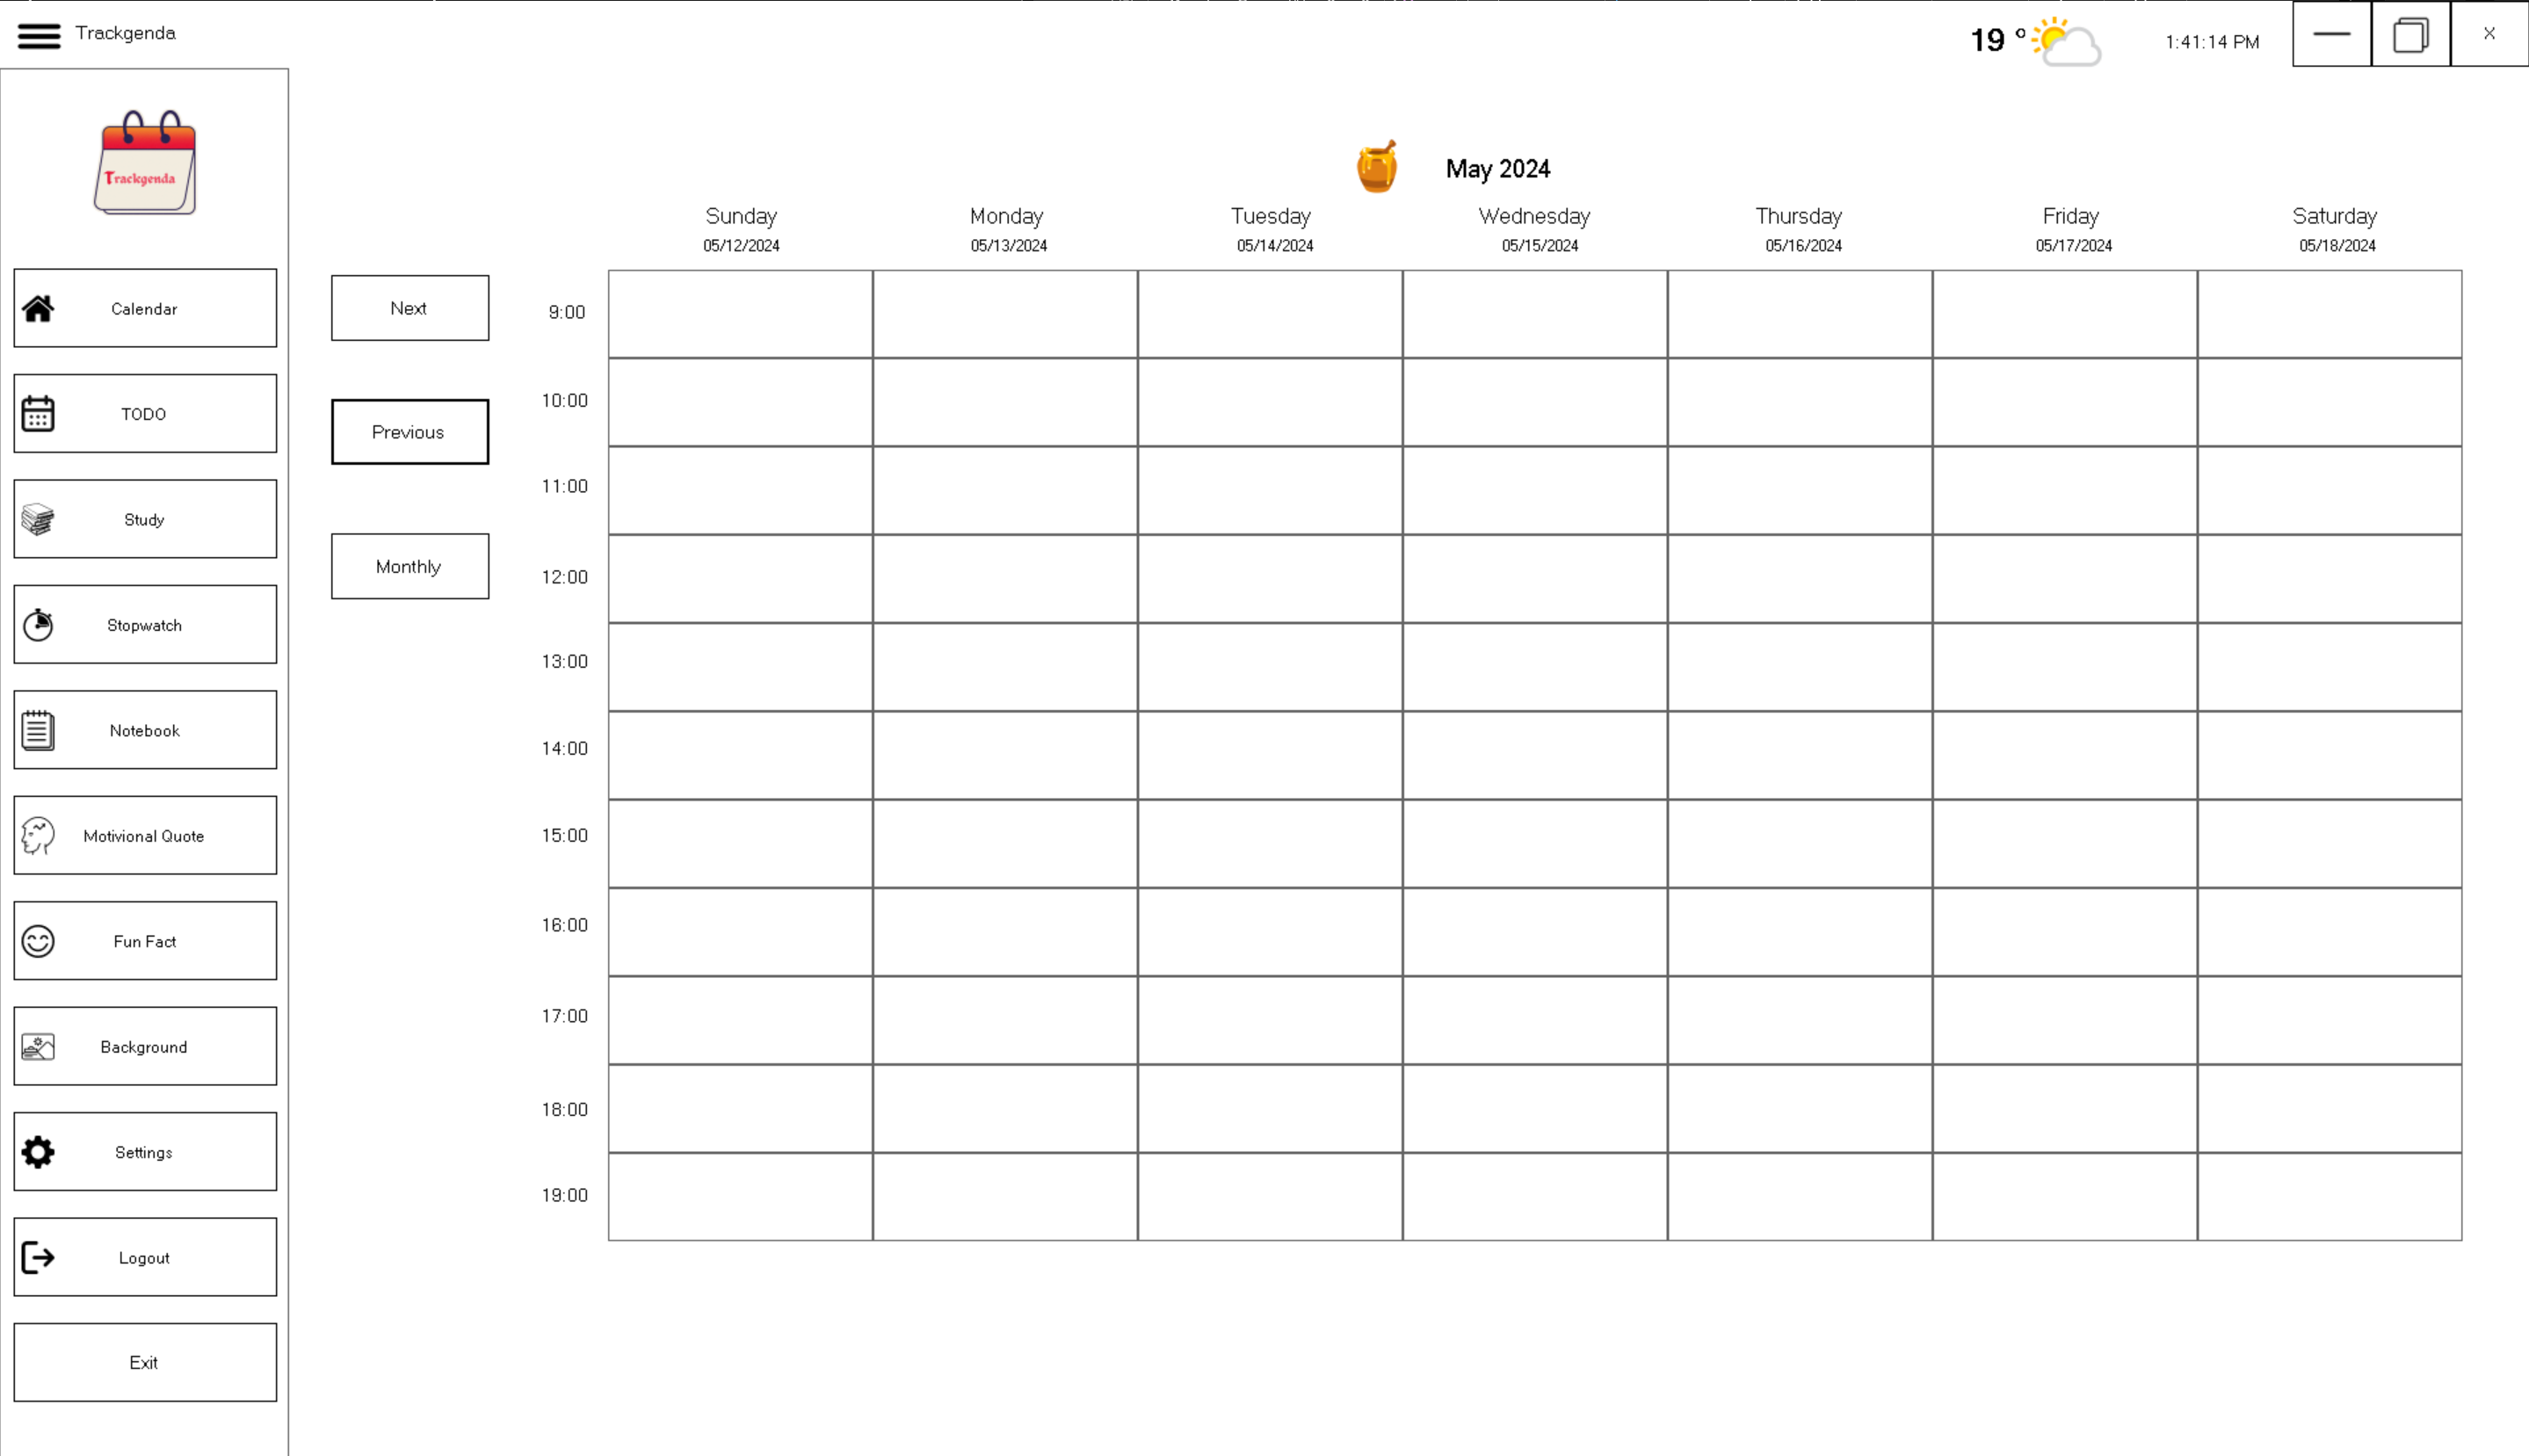 Trackgenda
19 °
1:41:14 PM
X
Trackgenda
May 2024
Sunday Monday Tuesday Wednesday Thursday Friday Saturday
05/12/2024 05/13/2024 05/14/2024 05/15/2024 05/16/2024 05/17/2024 05/18/2024
Calendar
TODO
Study
Stopwatch
Notebook
Motivional Quote
Fun Fact
Background
Settings
Logout
Exit
Next
Previous
Monthly
9:00
10:00
11:00
12:00
13:00
14:00
15:00
16:00
17:00
18:00
19:00